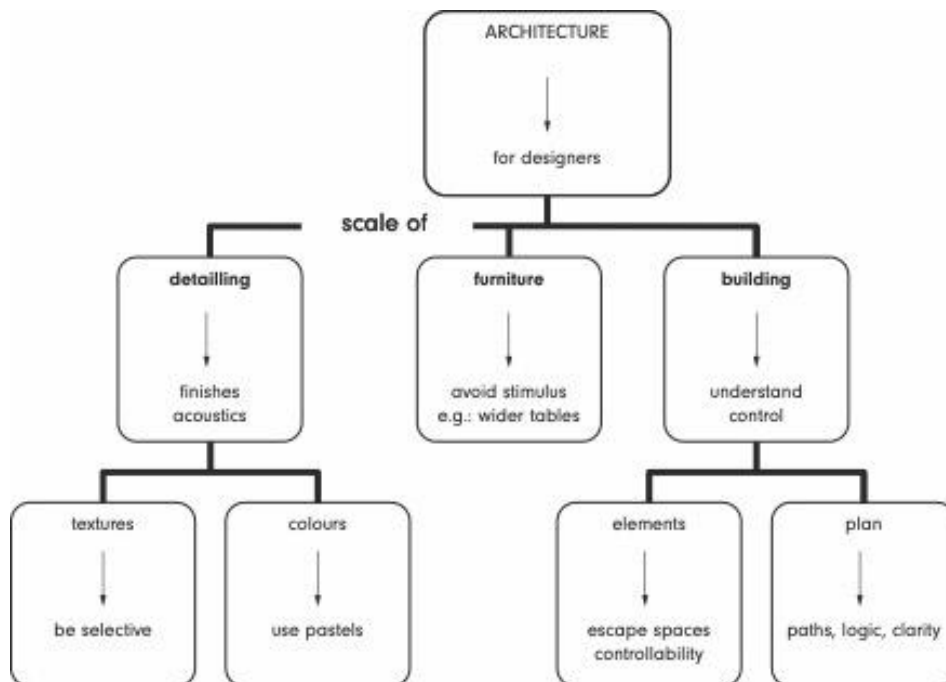 ARCHITECTURE
for designers
scale of
detailling
finishes
acoustics
furniture
avoid stimulus
e.g.: wider tables
building
understand
control
textures
be selective
colours
use pastels
elements
escape spaces
controllability
plan
paths, logic, clarity